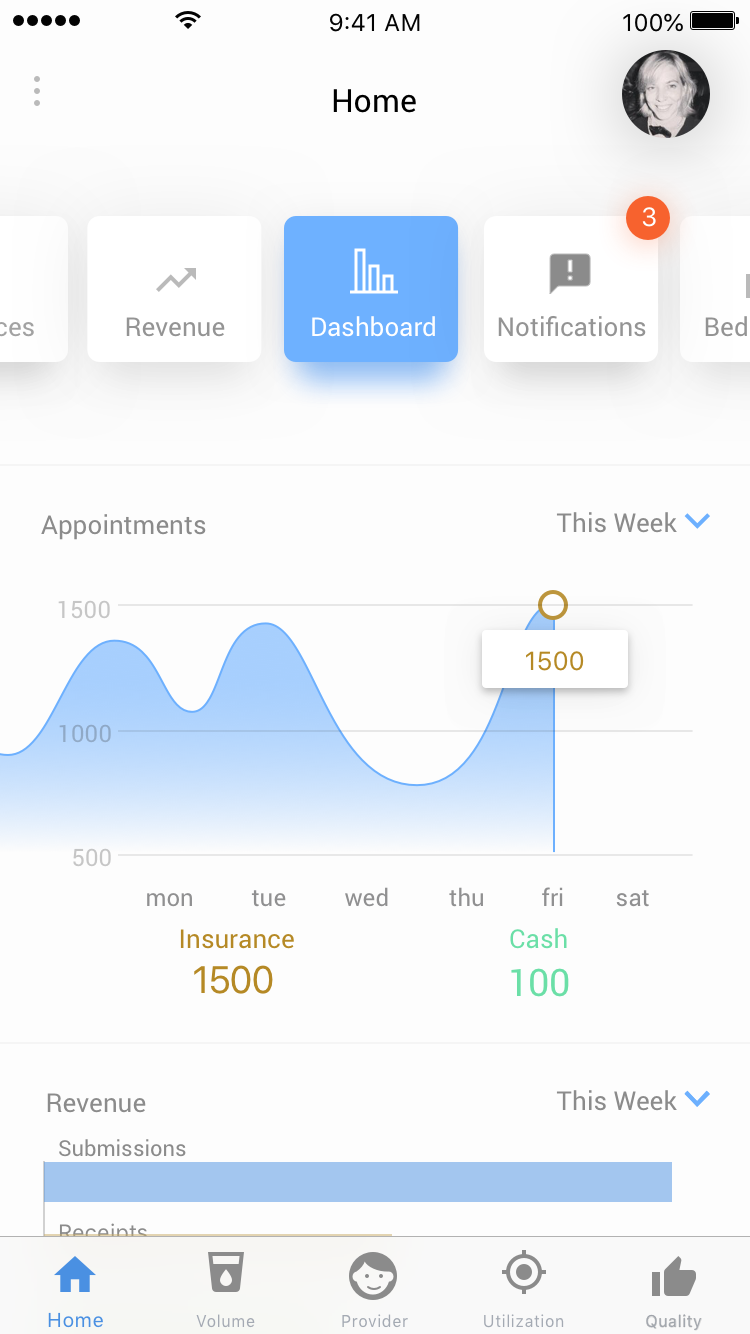 9:41 AM 100%
Home
3
ces Revenue Dashboard Notifications Bed
Appointments This Week
1500
1500
1000
500
mon tue wed thu fri sat
Insurance Cash
1500 100
Revenue This Week
Submissions
Receipts
Home Volume Provider Utilization Quality